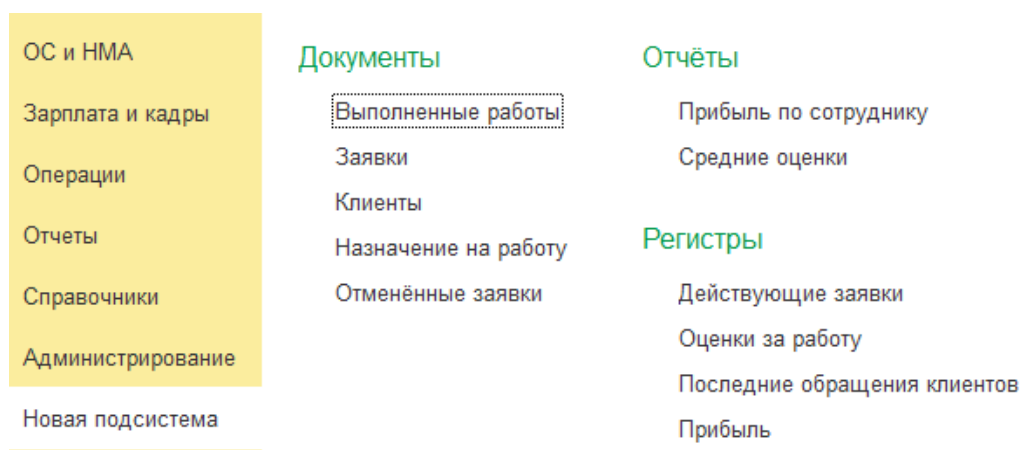 ОС и НМА
Зарплата и кадры
Операции
Отчеты
Справочники
Администрирование
Новая подсистема
Документы
Выполненные работы
Заявки
Клиенты
Назначение на работу
Отменённые заявки
Отчёты
Прибыль по сотруднику
Средние оценки
Регистры
Действующие заявки
Оценки за работу
Последние обращения клиентов
Прибыль